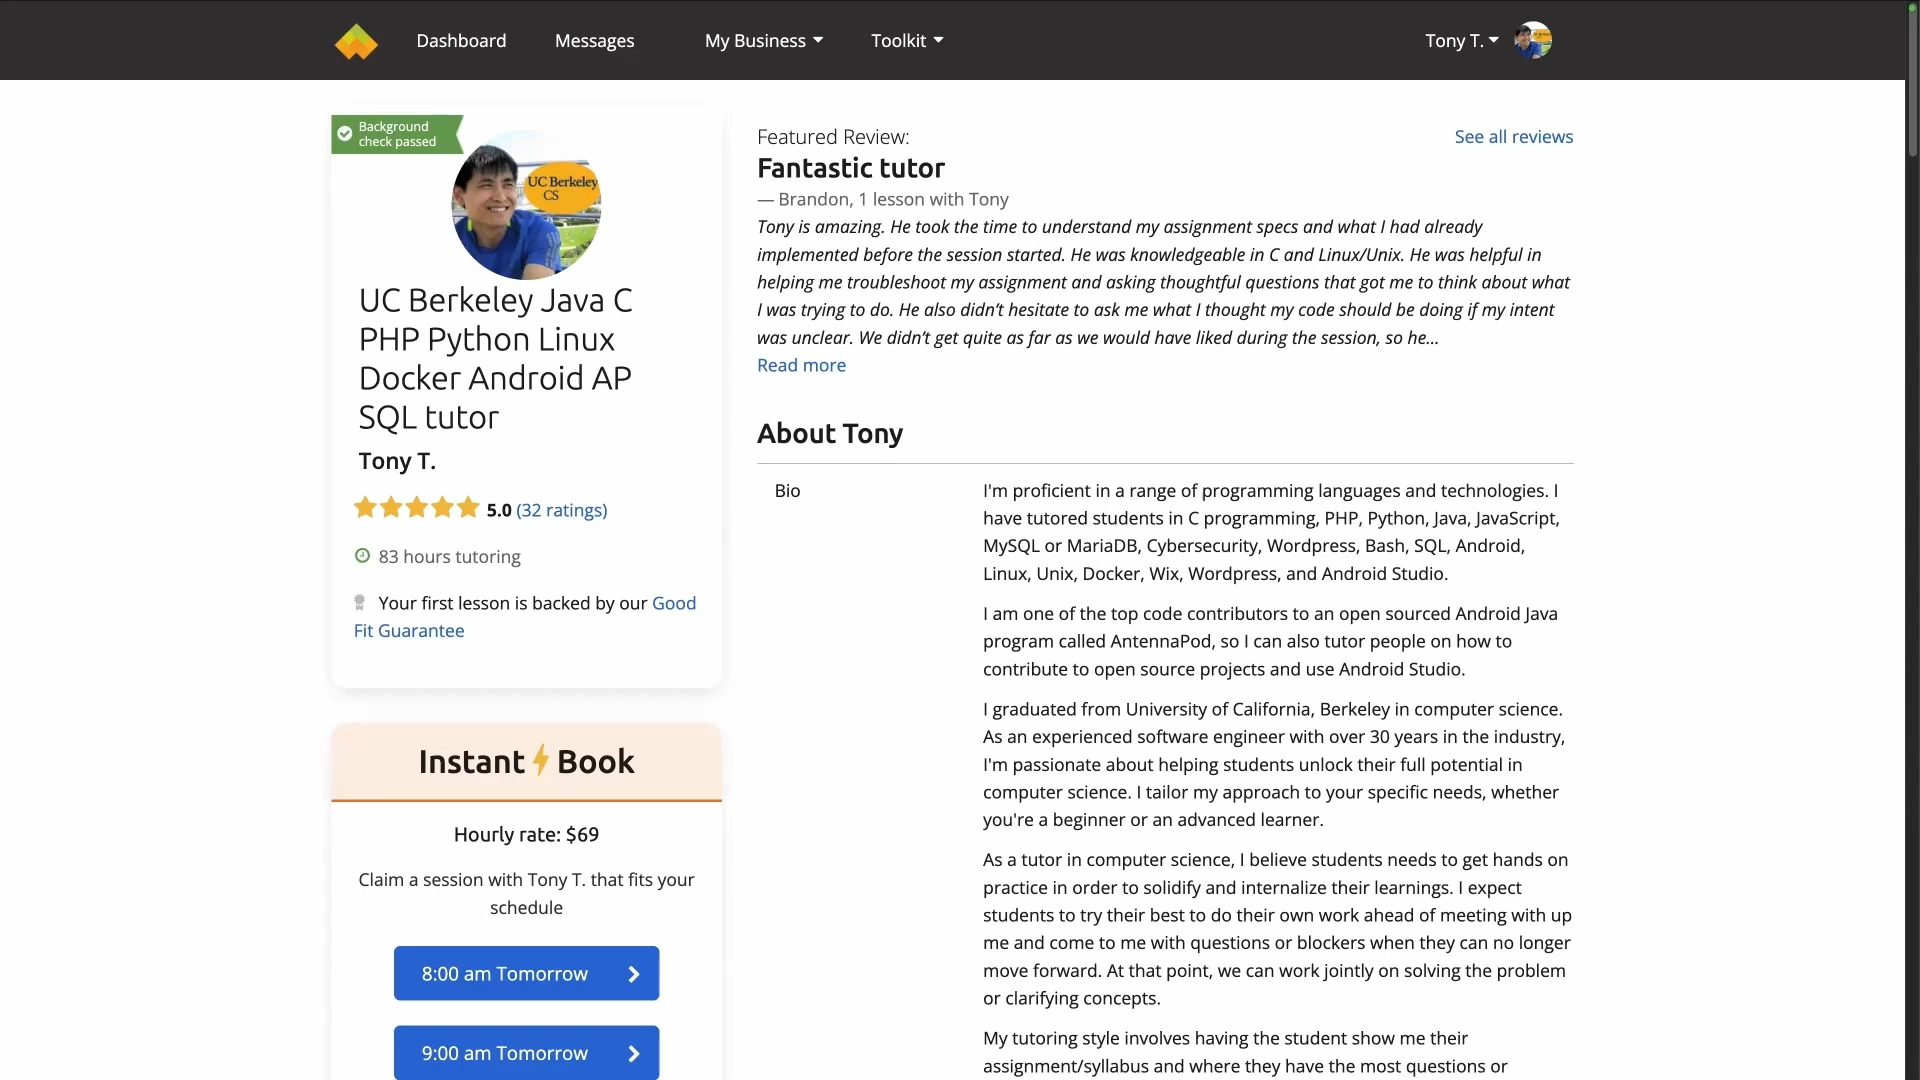 Dashboard
Messages
My Business
Toolkit
Tony T.
Background
check passed
UC Berkeley
CS
UC Berkeley Java C
PHP Python Linux
Docker Android AP
SQL tutor
Tony T.
5.0 (32 ratings)
83 hours tutoring
Your first lesson is backed by our Good
Fit Guarantee
Instant Book
Hourly rate: $69
Claim a session with Tony T. that fits your
schedule
8:00 am Tomorrow
9:00 am Tomorrow
Featured Review:
See all reviews
Fantastic tutor
— Brandon, 1 lesson with Tony
Tony is amazing. He took the time to understand my assignment specs and what I had already
implemented before the session started. He was knowledgeable in C and Linux/Unix. He was helpful in
helping me troubleshoot my assignment and asking thoughtful questions that got me to think about what
I was trying to do. He also didn’t hesitate to ask me what I thought my code should be doing if my intent
was unclear. We didn’t get quite as far as we would have liked during the session, so he...
Read more
About Tony
Bio
I'm proficient in a range of programming languages and technologies. I
have tutored students in C programming, PHP, Python, Java, JavaScript,
MySQL or MariaDB, Cybersecurity, Wordpress, Bash, SQL, Android,
Linux, Unix, Docker, Wix, Wordpress, and Android Studio.
I am one of the top code contributors to an open sourced Android Java
program called AntennaPod, so I can also tutor people on how to
contribute to open source projects and use Android Studio.
I graduated from University of California, Berkeley in computer science.
As an experienced software engineer with over 30 years in the industry,
I'm passionate about helping students unlock their full potential in
computer science. I tailor my approach to your specific needs, whether
you're a beginner or an advanced learner.
As a tutor in computer science, I believe students needs to get hands on
practice in order to solidify and internalize their learnings. I expect
students to try their best to do their own work ahead of meeting with up
me and come to me with questions or blockers when they can no longer
move forward. At that point, we can work jointly on solving the problem
or clarifying concepts.
My tutoring style involves having the student show me their
assignment/syllabus and where they have the most questions or